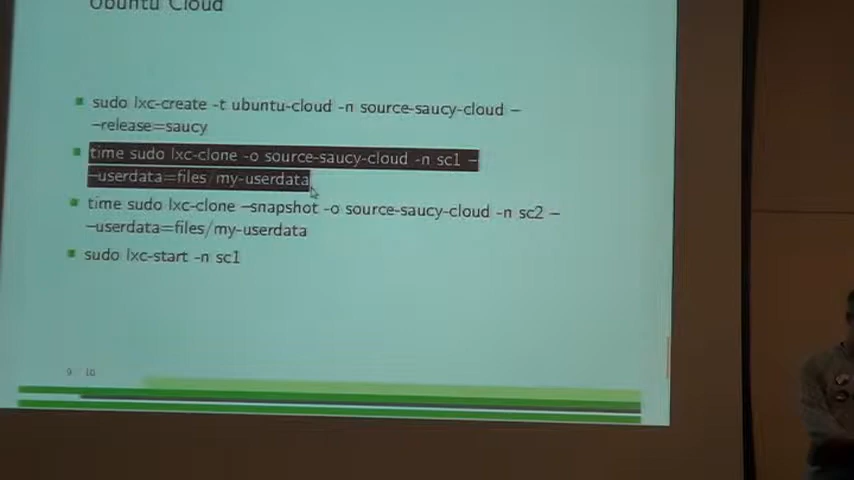 Ubuntu Cloud
sudo lxc-create -t ubuntu-cloud -n source-saucy-cloud –
–release=saucy
time sudo lxc-clone -o source-saucy-cloud -n sc1 –
–userdata=files/my-userdata
time sudo lxc-clone –snapshot -o source-saucy-cloud -n sc2 –
–userdata=files/my-userdata
sudo lxc-start -n sc1
9 / 10